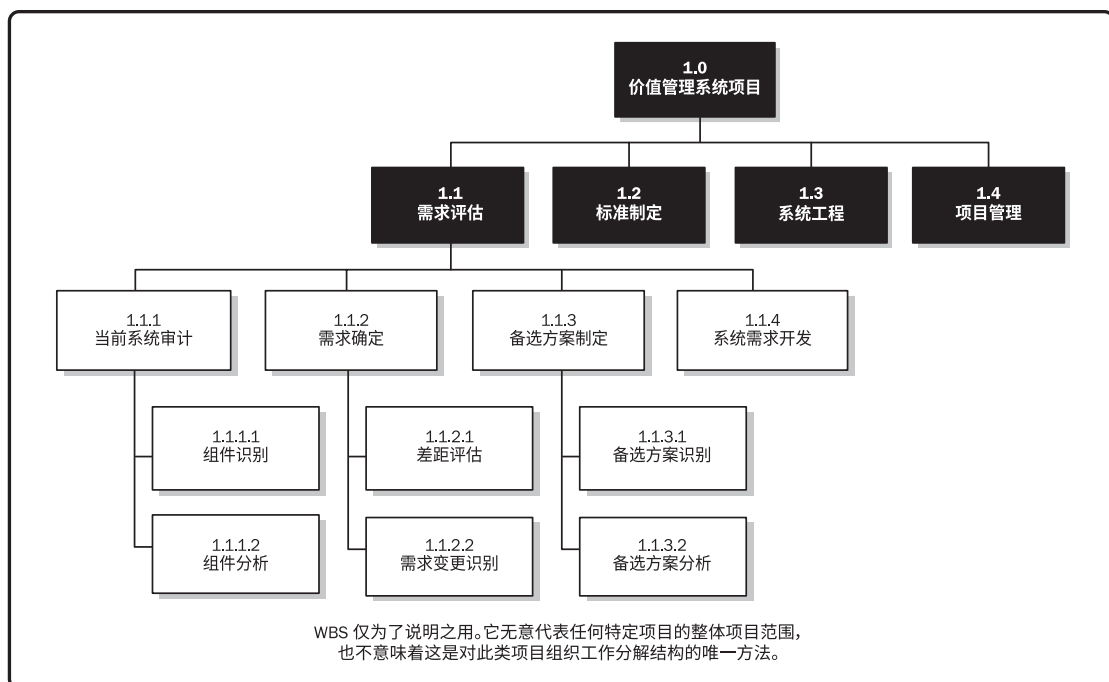 1.0
价值管理系统项目
1.1
需求评估
1.2
标准制定
1.3
系统工程
1.4
项目管理
1.1.1
当前系统审计
1.1.2
需求确定
1.1.3
备选方案制定
1.1.4
系统需求开发
1.1.1.1
组件识别
1.1.2.1
差距评估
1.1.3.1
备选方案识别
1.1.1.2
组件分析
1.1.2.2
需求变更识别
1.1.3.2
备选方案分析
WBS 仅为了说明之用。它无意代表任何特定项目的整体项目范围，
也不意味着这是对此类项目组织工作分解结构的唯一方法。